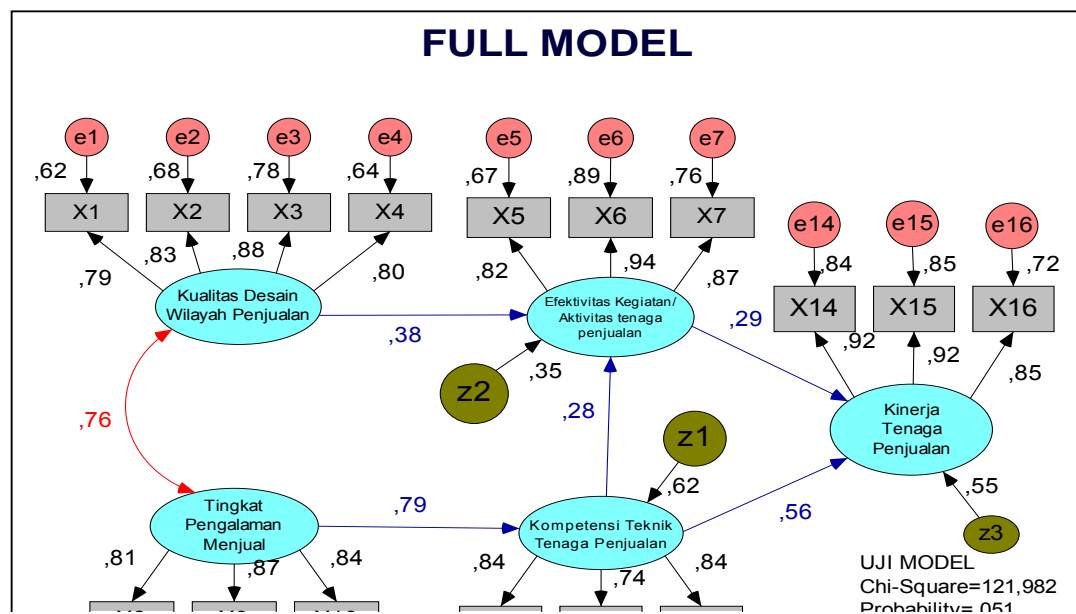 FULL MODEL
e1
e2
e3
e4
e5
e6
e7
,62
,68
,78
,64
,67
,89
,76
X1
X2
X3
X4
X5
X6
X7
e14
e15
e16
,84
,85
,72
X14
X15
X16
,79
,83
,88
,80
,82
,94
,87
,92
,92
,85
Kualitas Desain
Wilayah Penjualan
Efektivitas Kegiatan/
Aktivitas tenaga
penjualan
,38
,29
z2
,35
,28
z1
,62
Kinerja
Tenaga
Penjualan
,76
,55
z3
Tingkat
Pengalaman
Menjual
,79
Kompetensi Teknik
Tenaga Penjualan
,56
,81
,87
,84
,84
,74
,84
UJI MODEL
Chi-Square=121,982
Probability=,051
X10